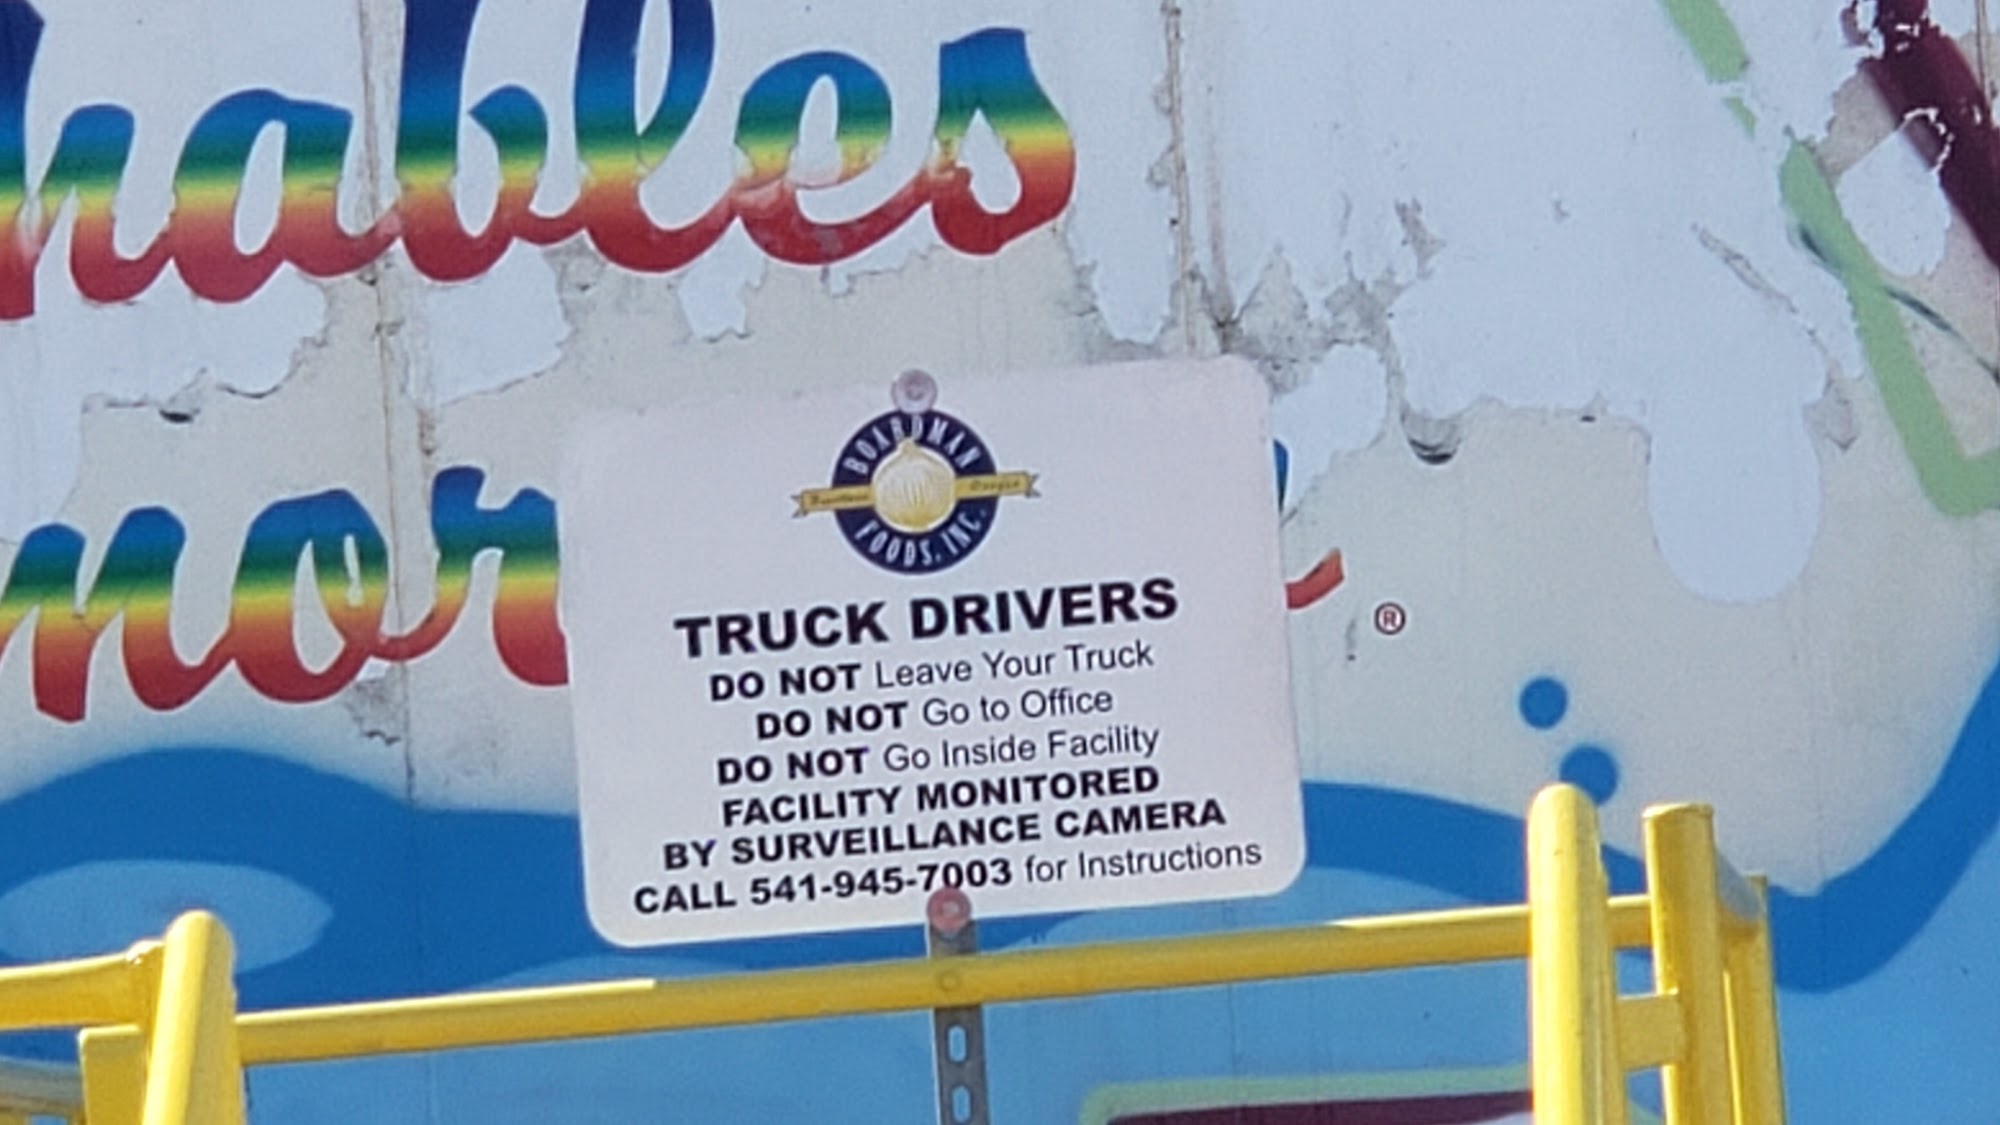 hables
mor
®
BOARDMAN
FOODS, INC.
TRUCK DRIVERS
DO NOT Leave Your Truck
DO NOT Go to Office
DO NOT Go Inside Facility
FACILITY MONITORED
BY SURVEILLANCE CAMERA
CALL 541-945-7003 for Instructions